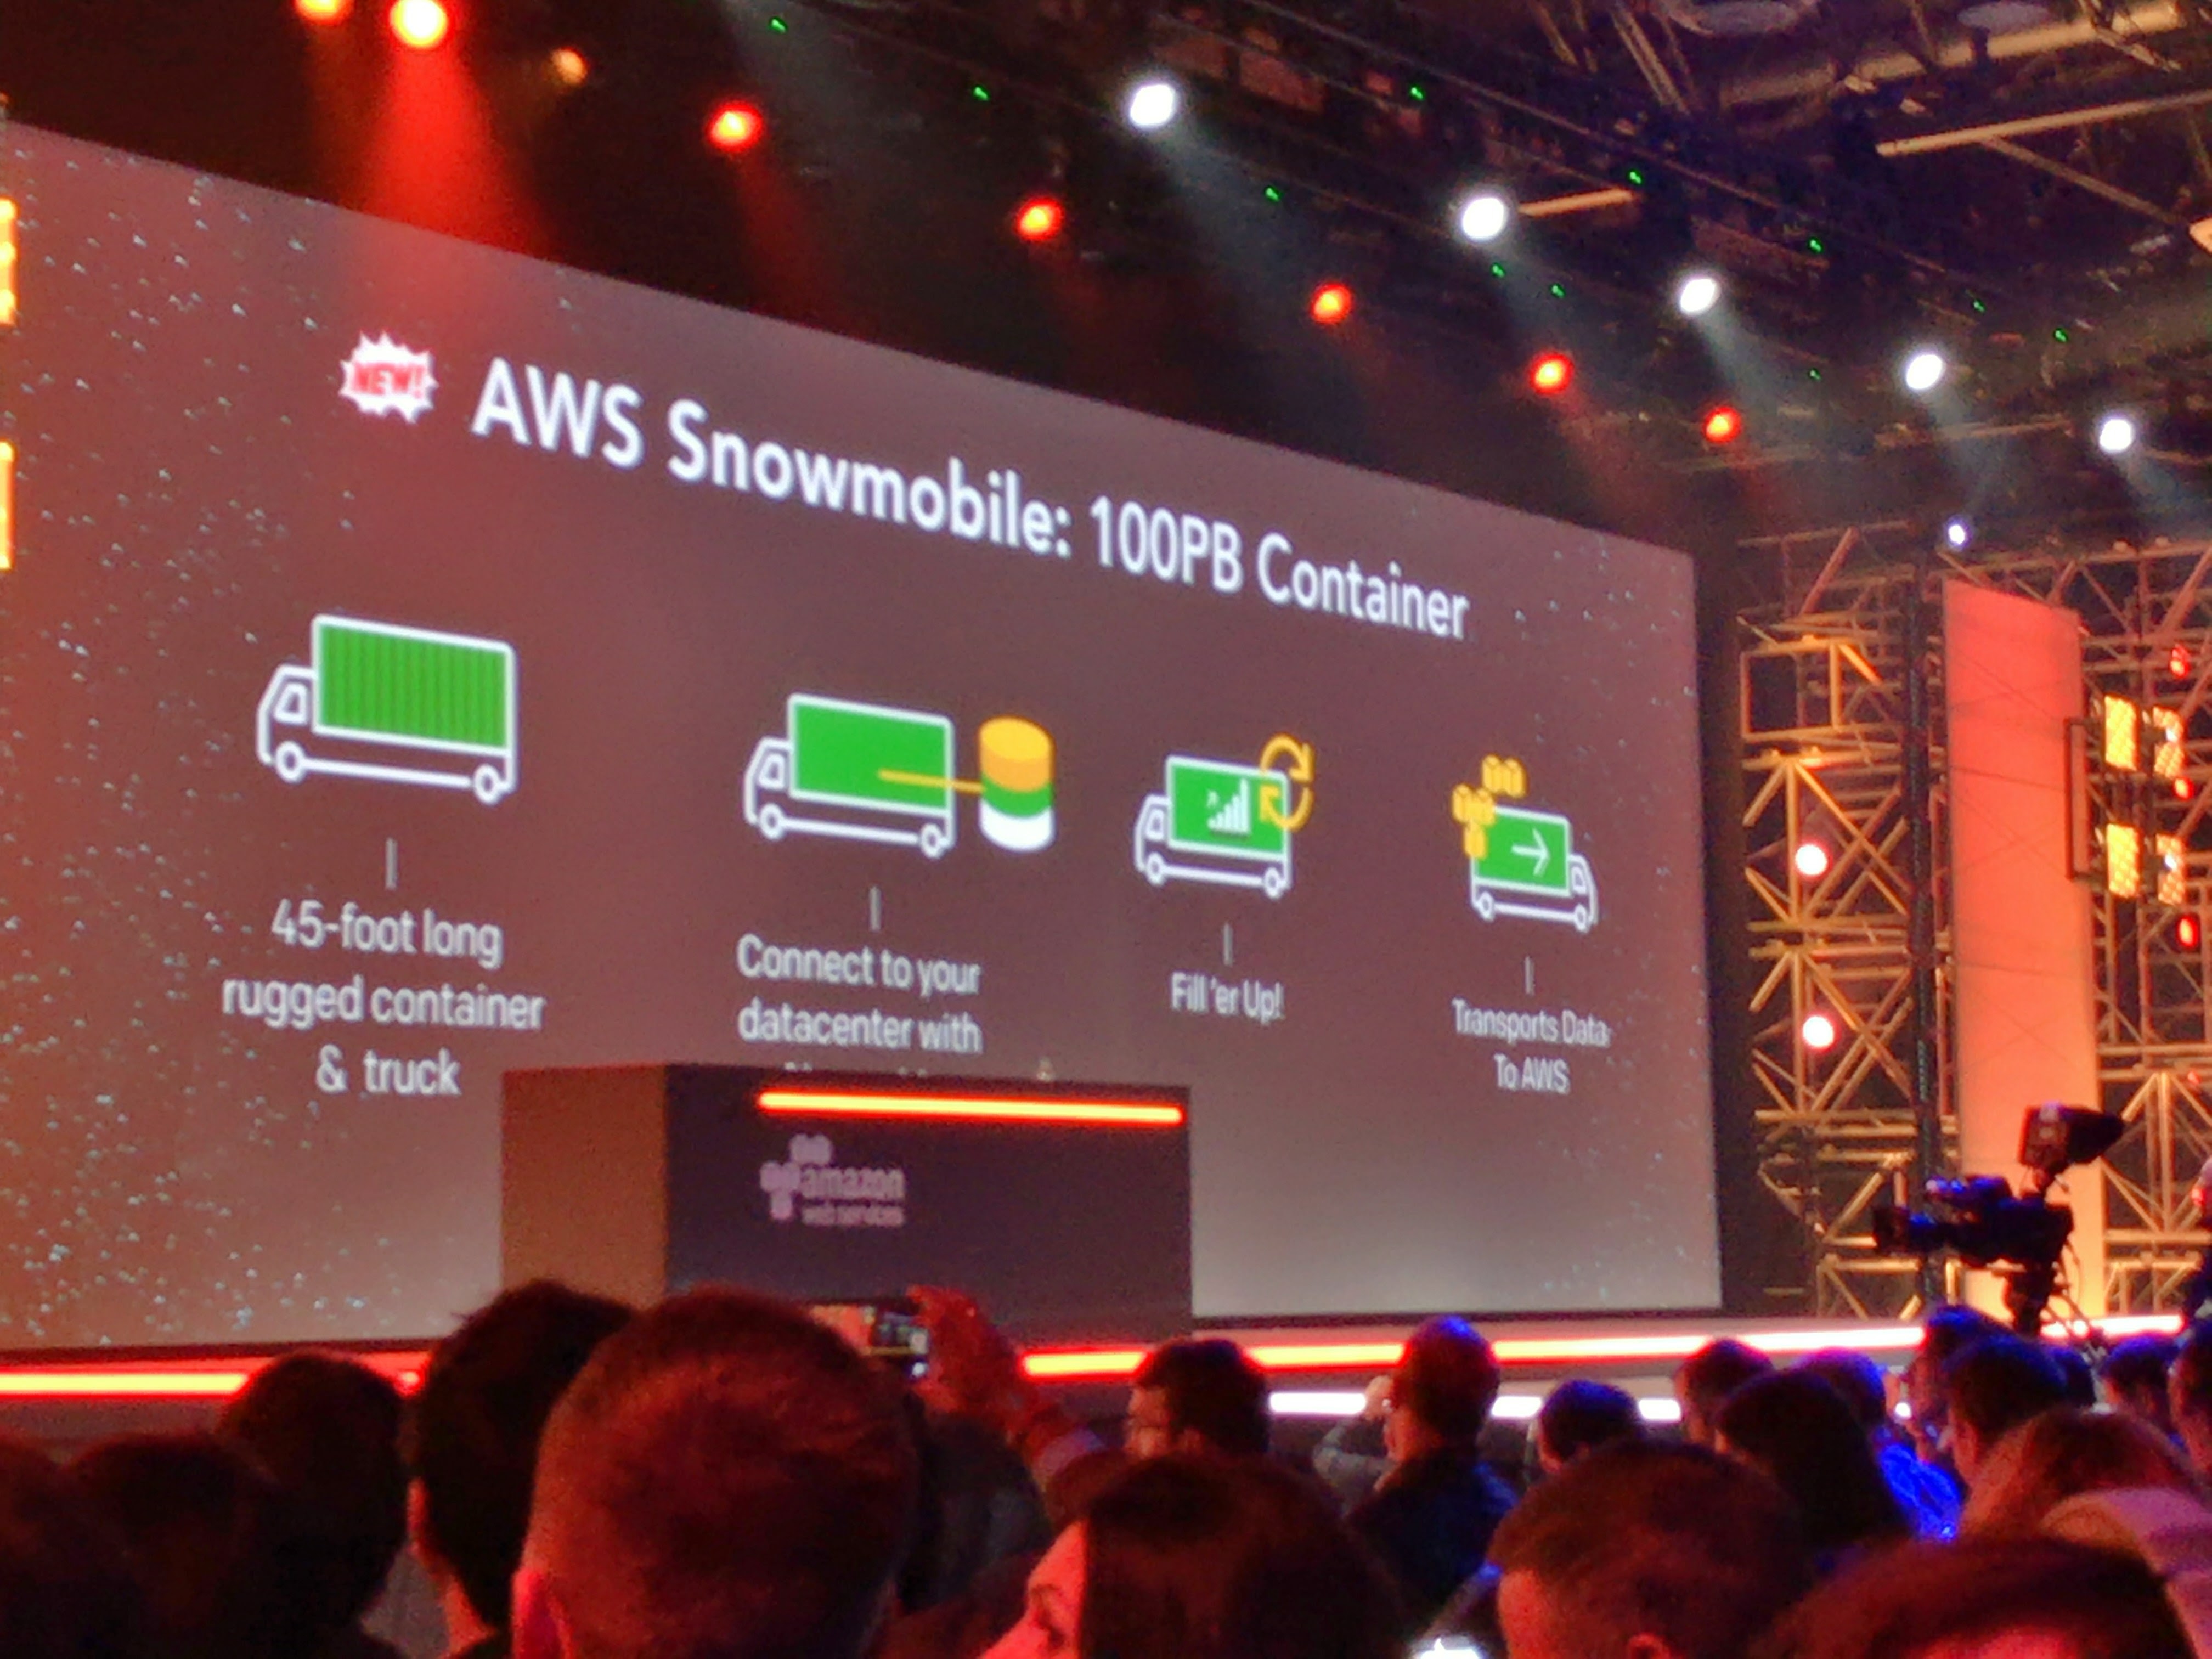 NEW!
AWS Snowmobile: 100PB Container
45-foot long
rugged container
& truck
Connect to your
datacenter with
Fill 'er Up!
Transports Data
To AWS
amazon
web services